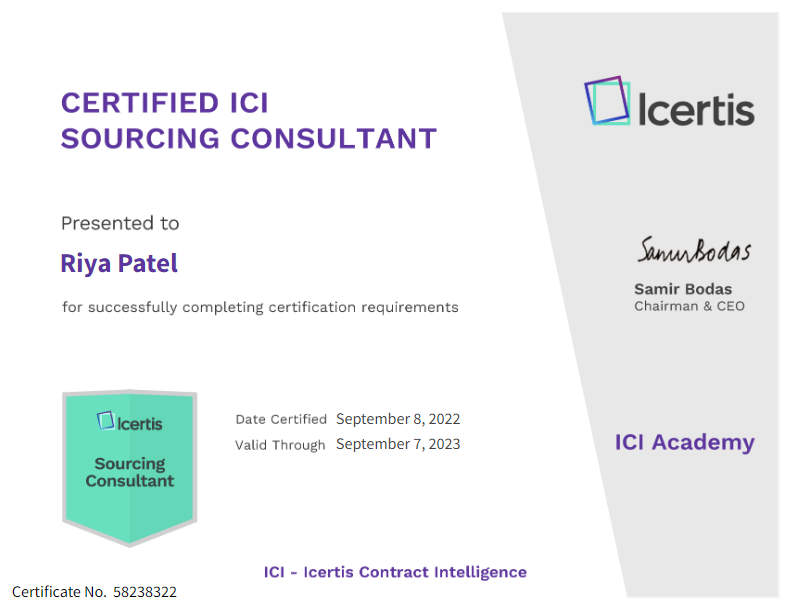 CERTIFIED ICI
SOURCING CONSULTANT
Icertis
Presented to
Riya Patel
for successfully completing certification requirements
Samir Bodas
Samir Bodas
Chairman & CEO
Icertis
Sourcing
Consultant
Date Certified September 8, 2022
Valid Through September 7, 2023
ICI Academy
ICI - Icertis Contract Intelligence
Certificate No. 58238322